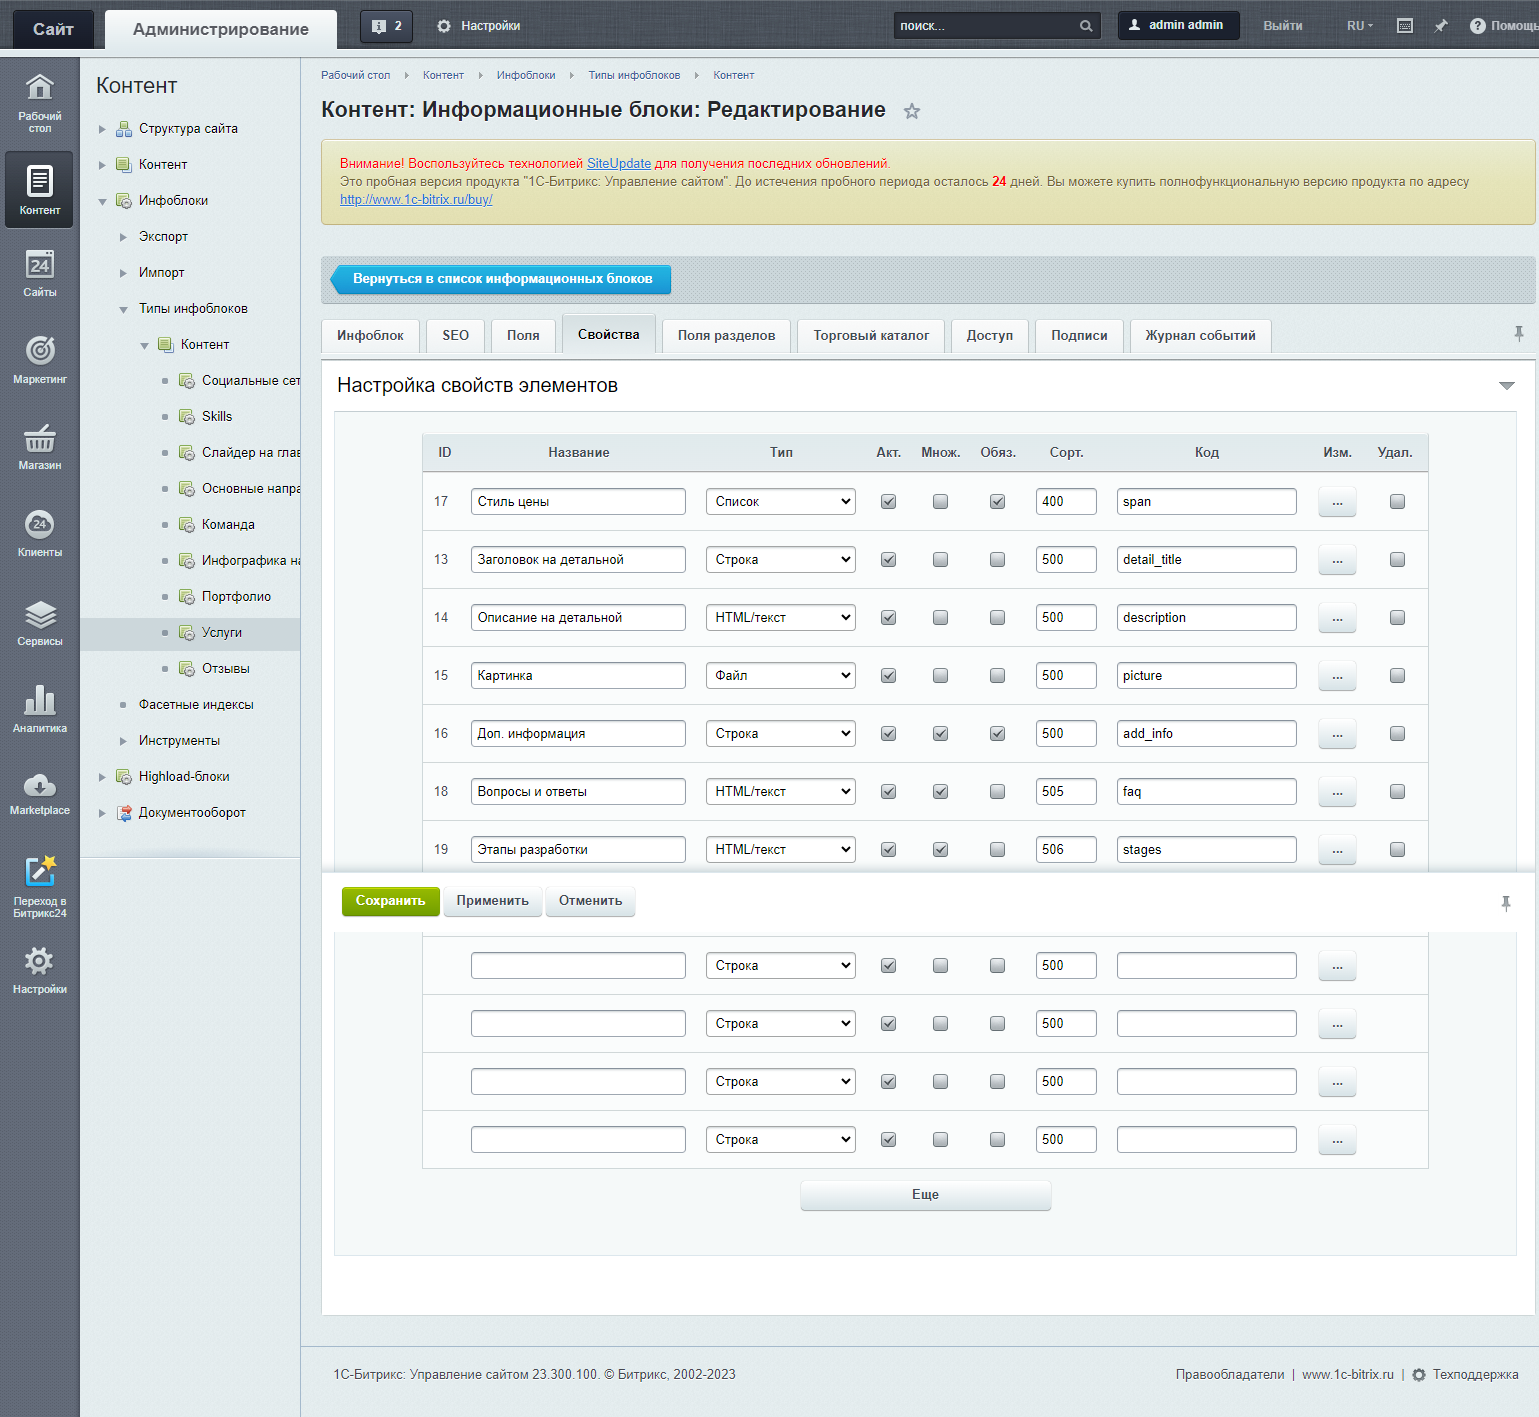 Сайт
Администрирование
2
Настройки
поиск...
admin admin
Выйти
RU
Помощь
Рабочий стол
Контент
Сайты
24
Маркетинг
Магазин
24
Клиенты
Сервисы
Аналитика
Marketplace
Переход в Битрикс24
Настройки
Контент
Структура сайта
Контент
Инфоблоки
Экспорт
Импорт
Типы инфоблоков
Контент
Социальные сет
Skills
Слайдер на глав
Основные напра
Команда
Инфографика на
Портфолио
Услуги
Отзывы
Фасетные индексы
Инструменты
Highload-блоки
Документооборот
Рабочий стол Контент Инфоблоки Типы инфоблоков Контент
Контент: Информационные блоки: Редактирование
Внимание! Воспользуйтесь технологией SiteUpdate для получения последних обновлений.
Это пробная версия продукта "1С-Битрикс: Управление сайтом". До истечения пробного периода осталось 24 дней. Вы можете купить полнофункциональную версию продукта по адресу
http://www.1c-bitrix.ru/buy/
Вернуться в список информационных блоков
Инфоблок SEO Поля Свойства Поля разделов Торговый каталог Доступ Подписи Журнал событий
Настройка свойств элементов
ID Название Тип Акт. Множ. Обяз. Сорт. Код Изм. Удал.
17 Стиль цены Список 400 span ...
13 Заголовок на детальной Строка 500 detail_title ...
14 Описание на детальной HTML/текст 500 description ...
15 Картинка Файл 500 picture ...
16 Доп. информация Строка 500 add_info ...
18 Вопросы и ответы HTML/текст 505 faq ...
19 Этапы разработки HTML/текст 506 stages ...
Сохранить Применить Отменить
Строка 500 ...
Строка 500 ...
Строка 500 ...
Строка 500 ...
Еще
1С-Битрикс: Управление сайтом 23.300.100. © Битрикс, 2002-2023
Правообладатели | www.1c-bitrix.ru | Техподдержка